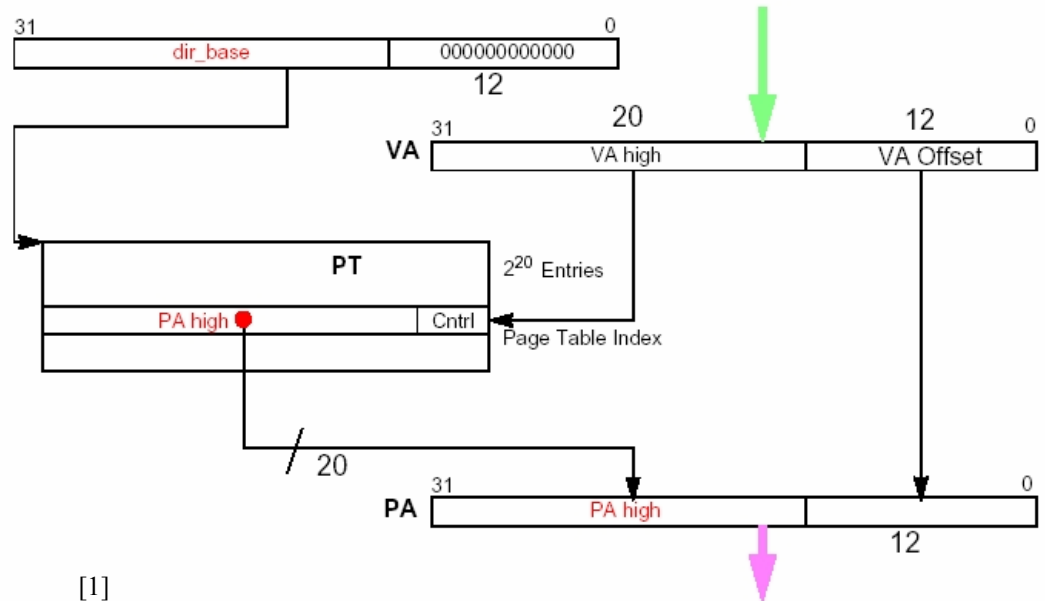 31 0
dir_base 000000000000
12
20 12
31 0
VA VA high VA Offset
PT
2^20 Entries
PA high Cntrl
Page Table Index
20
31 0
PA PA high
12
[1]